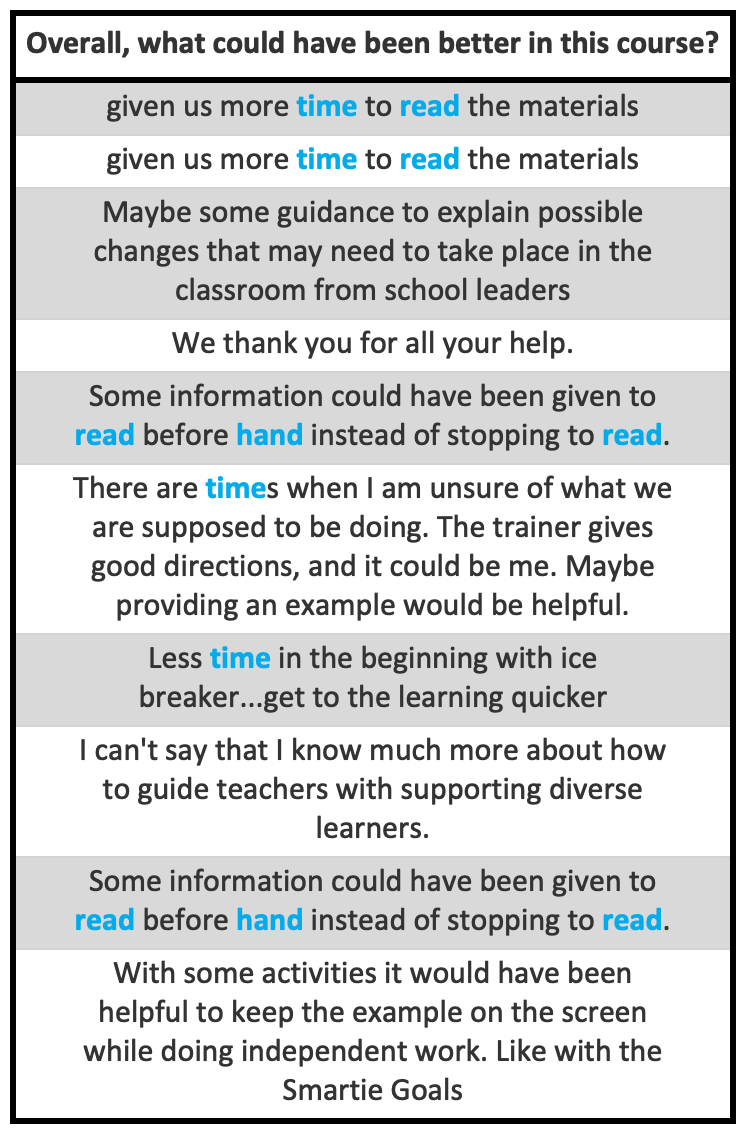 Overall, what could have been better in this course?
given us more time to read the materials
given us more time to read the materials
Maybe some guidance to explain possible
changes that may need to take place in the
classroom from school leaders
We thank you for all your help.
Some information could have been given to
read before hand instead of stopping to read.
There are times when I am unsure of what we
are supposed to be doing. The trainer gives
good directions, and it could be me. Maybe
providing an example would be helpful.
Less time in the beginning with ice
breaker...get to the learning quicker
I can't say that I know much more about how
to guide teachers with supporting diverse
learners.
Some information could have been given to
read before hand instead of stopping to read.
With some activities it would have been
helpful to keep the example on the screen
while doing independent work. Like with the
Smartie Goals